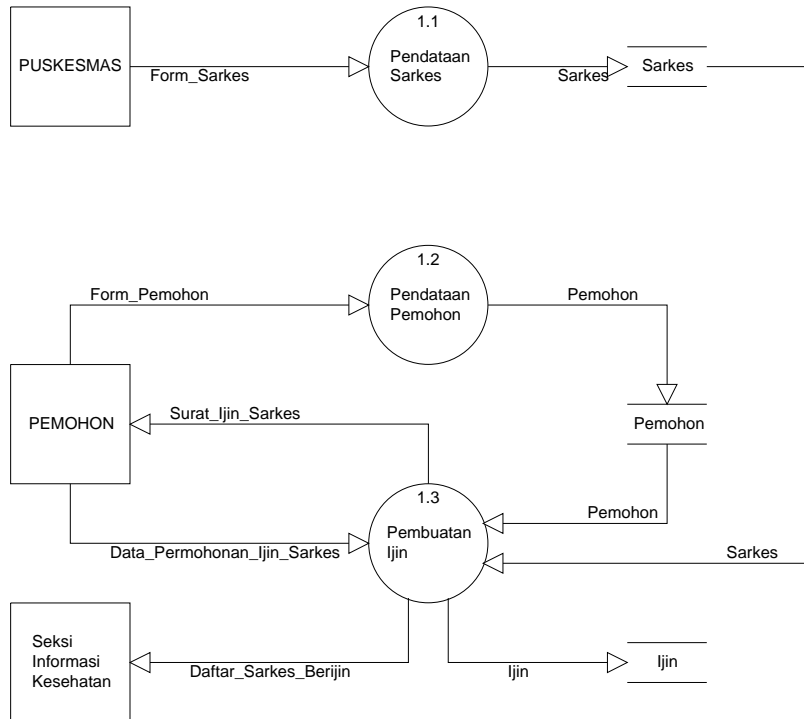 1.1
PUSKESMAS
Form_Sarkes
Pendataan
Sarkes
Sarkes
Sarkes
1.2
Form_Pemohon
Pendataan
Pemohon
Pemohon
PEMOHON
Surat_Ijin_Sarkes
Pemohon
1.3
Pembuatan
Ijin
Pemohon
Data_Permohonan_Ijin_Sarkes
Sarkes
Seksi
Informasi
Kesehatan
Daftar_Sarkes_Berijin
Ijin
Ijin